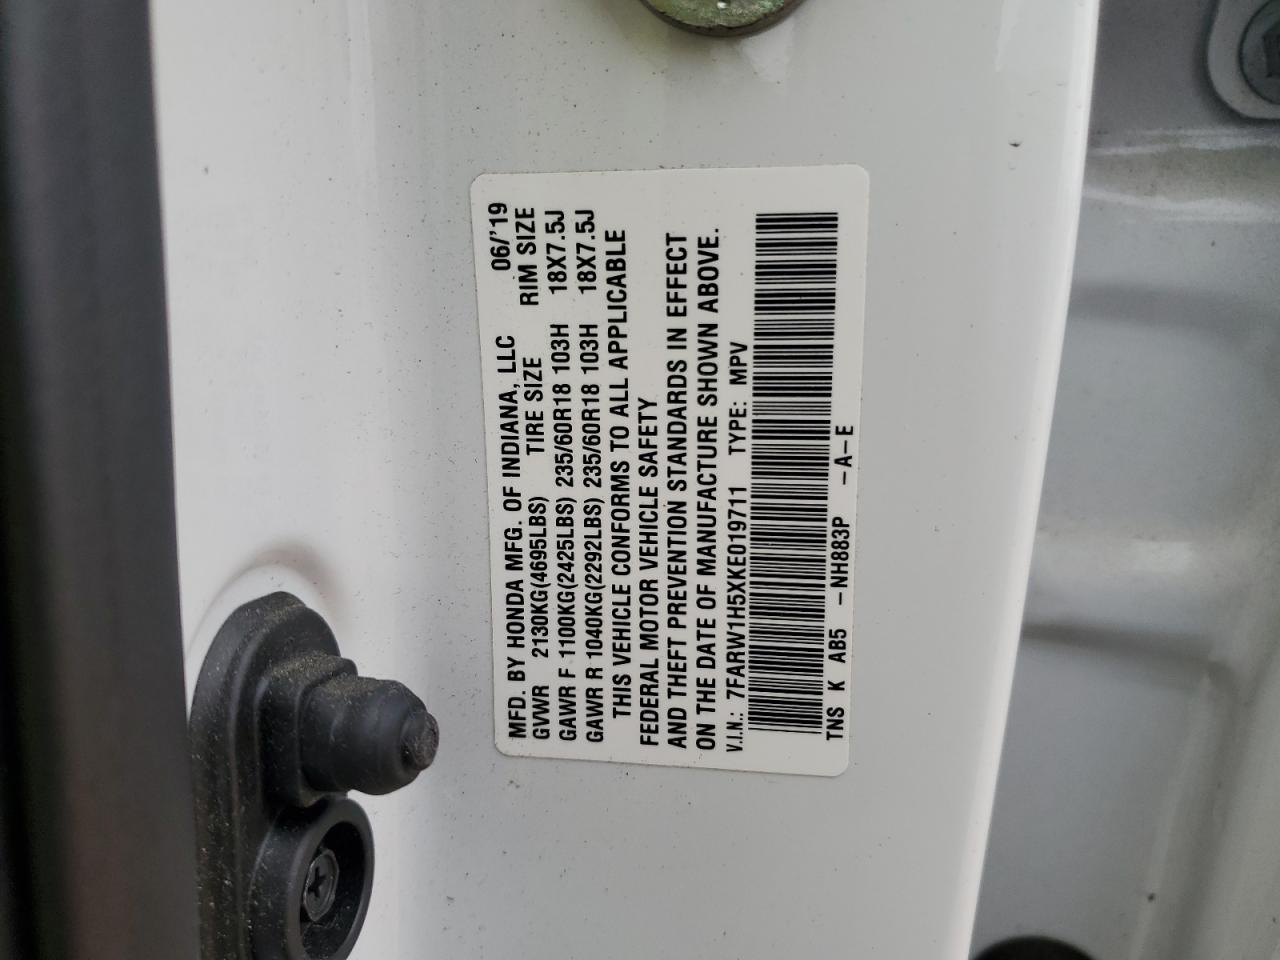 MFD. BY HONDA MFG. OF INDIANA, LLC 06/'19
GVWR 2130KG(4695LBS) TIRE SIZE RIM SIZE
GAWR F 1100KG(2425LBS) 235/60R18 103H 18X7.5J
GAWR R 1040KG(2292LBS) 235/60R18 103H 18X7.5J
THIS VEHICLE CONFORMS TO ALL APPLICABLE
FEDERAL MOTOR VEHICLE SAFETY
AND THEFT PREVENTION STANDARDS IN EFFECT
ON THE DATE OF MANUFACTURE SHOWN ABOVE.
V.I.N.: 7FARW1H5XKE019711 TYPE: MPV
TNS K AB5 -NH883P -A-E